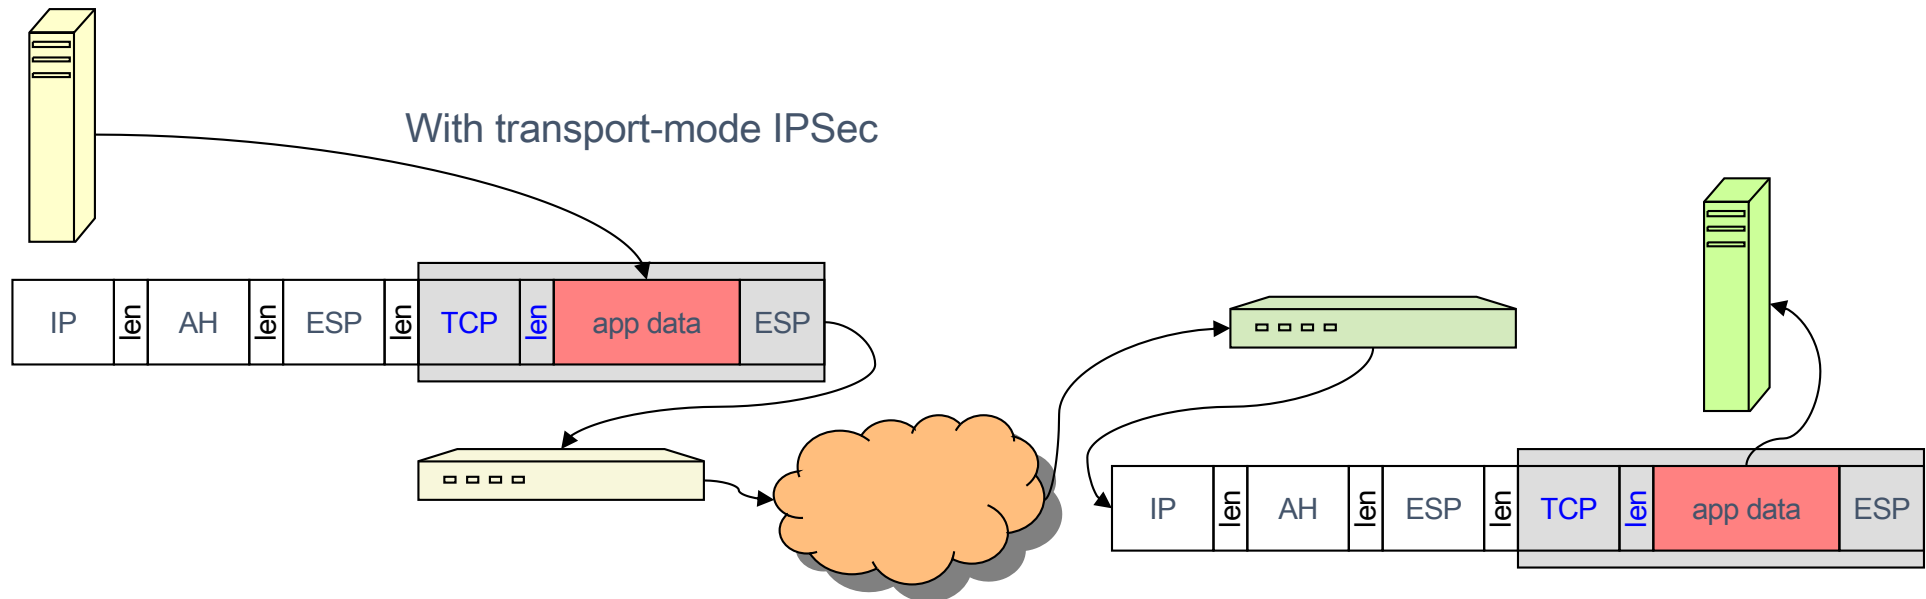 With transport-mode IPSec
IP len AH len ESP len TCP len app data ESP
IP len AH len ESP len TCP len app data ESP